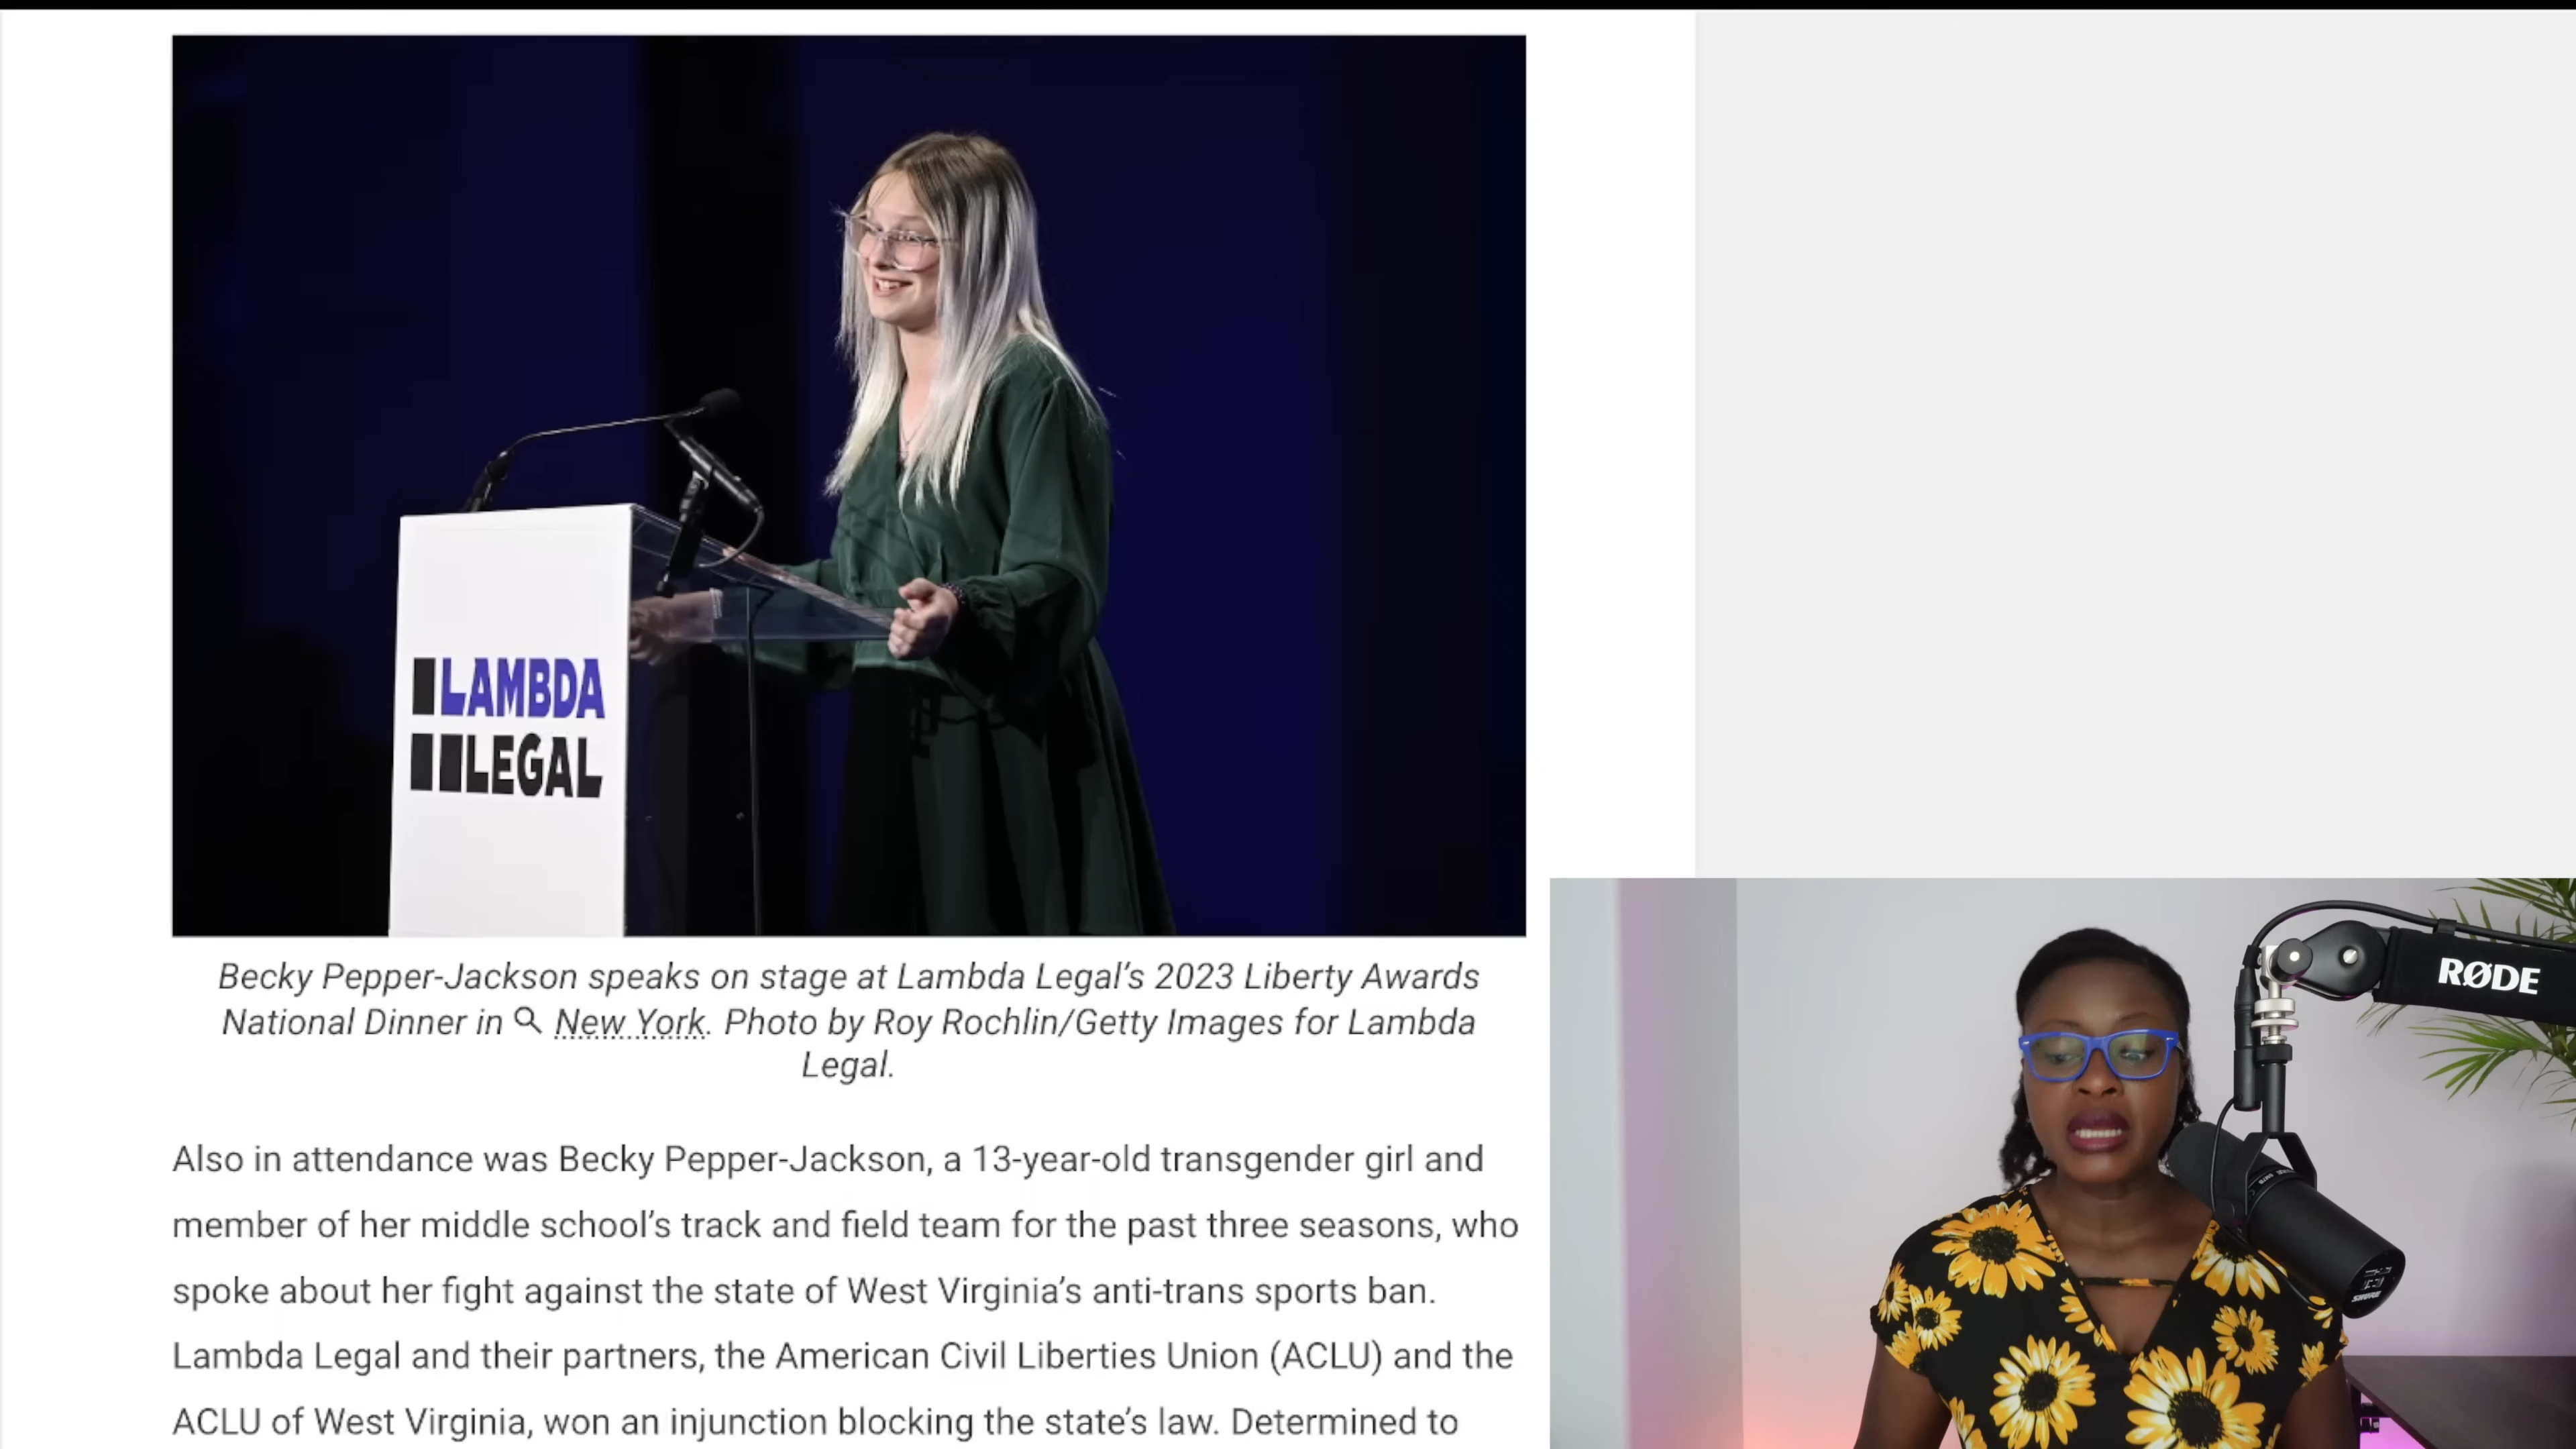 LAMBDA
LEGAL
Becky Pepper-Jackson speaks on stage at Lambda Legal’s 2023 Liberty Awards
National Dinner in New York. Photo by Roy Rochlin/Getty Images for Lambda
Legal.
Also in attendance was Becky Pepper-Jackson, a 13-year-old transgender girl and
member of her middle school’s track and field team for the past three seasons, who
spoke about her fight against the state of West Virginia’s anti-trans sports ban.
Lambda Legal and their partners, the American Civil Liberties Union (ACLU) and the
ACLU of West Virginia, won an injunction blocking the state’s law. Determined to
RØDE
SHURE